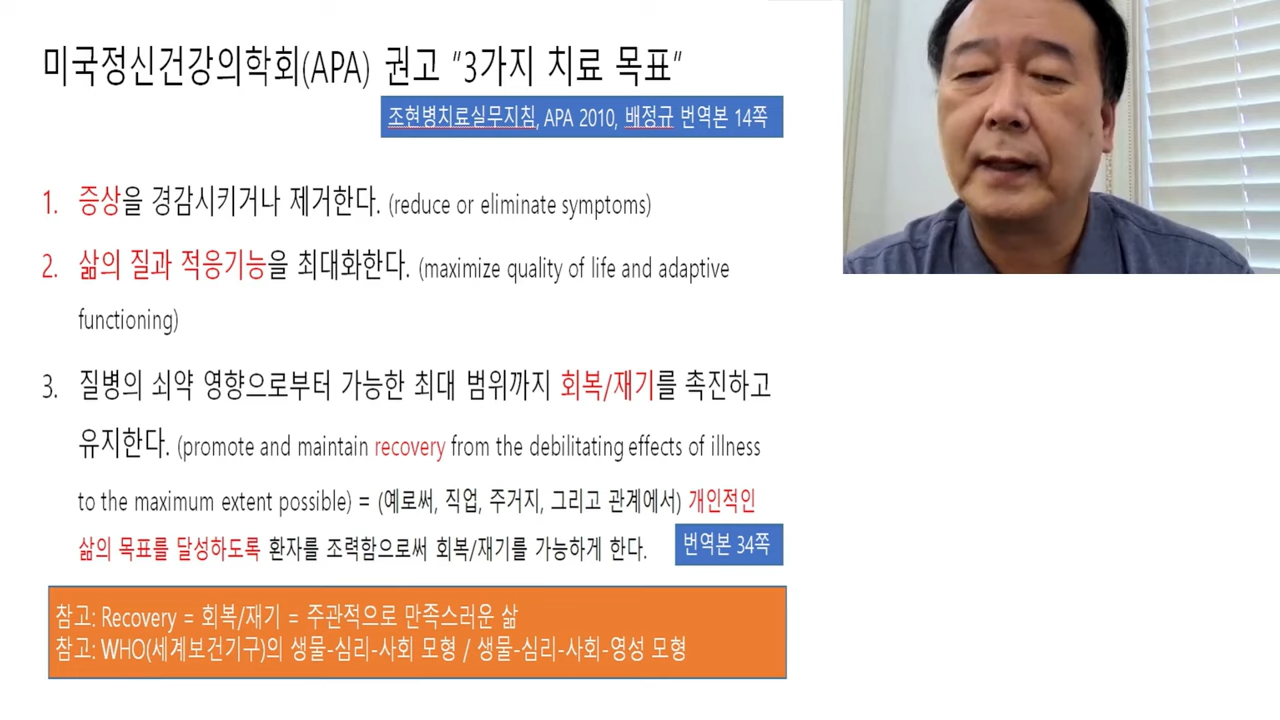 미국정신건강의학회(APA) 권고 “3가지 치료 목표”
조현병치료실무지침, APA 2010, 배정규 번역본 14쪽
1. 증상을 경감시키거나 제거한다. (reduce or eliminate symptoms)
2. 삶의 질과 적응기능을 최대화한다. (maximize quality of life and adaptive
functioning)
3. 질병의 쇠약 영향으로부터 가능한 최대 범위까지 회복/재기를 촉진하고
유지한다. (promote and maintain recovery from the debilitating effects of illness
to the maximum extent possible) = (예로써, 직업, 주거지, 그리고 관계에서) 개인적인
삶의 목표를 달성하도록 환자를 조력함으로써 회복/재기를 가능하게 한다.
번역본 34쪽
참고: Recovery = 회복/재기 = 주관적으로 만족스러운 삶
참고: WHO(세계보건기구)의 생물-심리-사회 모형 / 생물-심리-사회-영성 모형